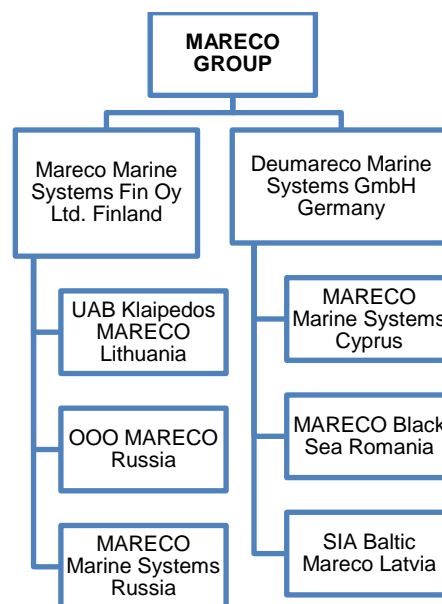 MARECO
GROUP
Mareco Marine
Systems Fin Oy
Ltd. Finland
Deumareco Marine
Systems GmbH
Germany
UAB Klaipedos
MARECO
Lithuania
OOO MARECO
Russia
MARECO
Marine Systems
Russia
MARECO
Marine Systems
Cyprus
MARECO Black
Sea Romania
SIA Baltic
Mareco Latvia